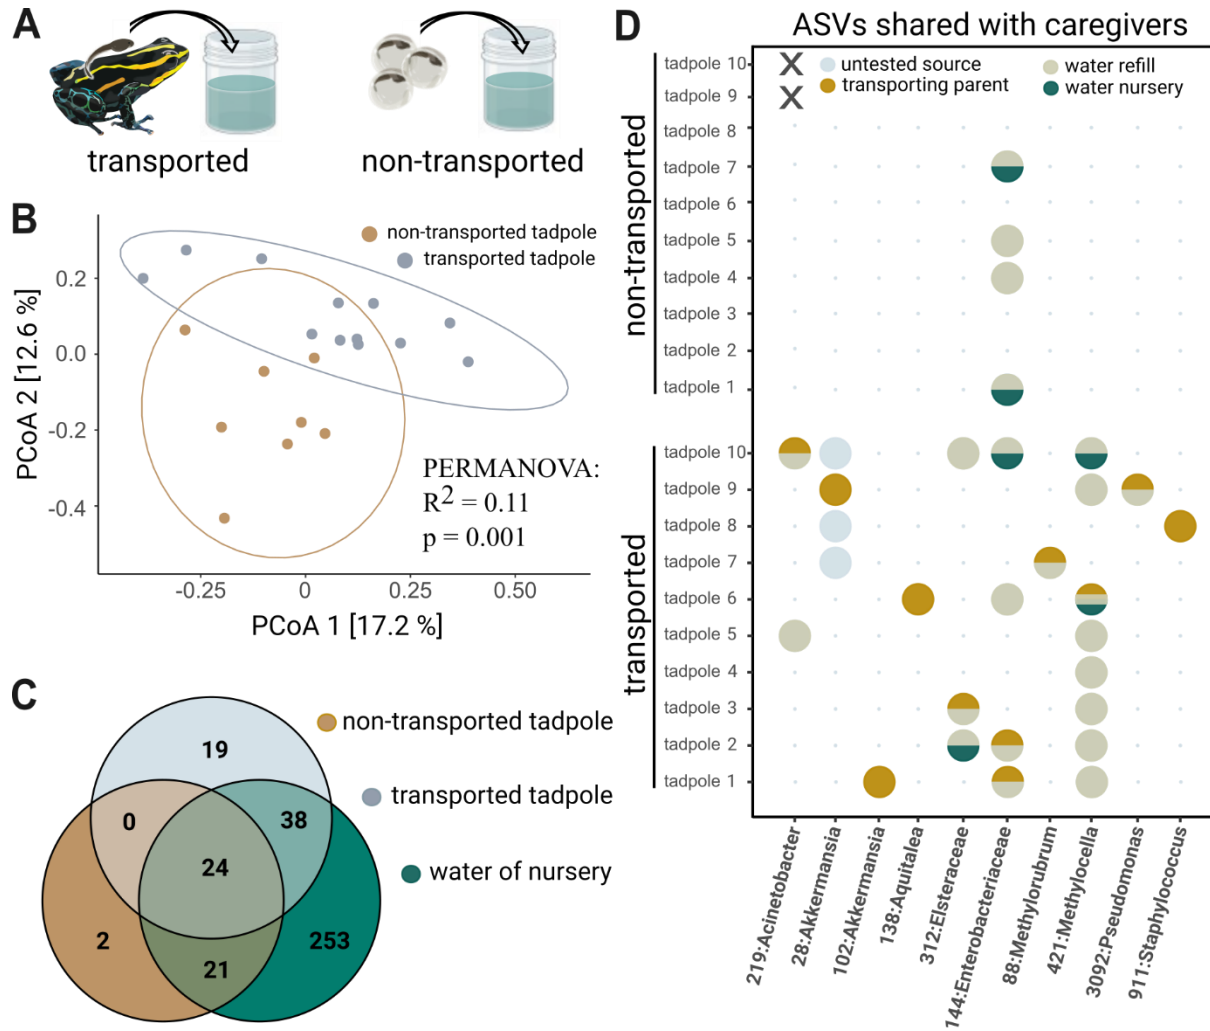 A
transported
non-transported
B
non-transported tadpole
transported tadpole
PCoA 2 [12.6 %]
0.2
0.0
-0.2
-0.4
PERMANOVA:
R2 = 0.11
p = 0.001
-0.25
0
0.25
0.50
PCoA 1 [17.2 %]
C
non-transported tadpole
transported tadpole
water of nursery
19
0
38
24
2
21
253
D
ASVs shared with caregivers
untested source
transporting parent
water refill
water nursery
non-transported
tadpole 10 X
tadpole 9 X
tadpole 8
tadpole 7
tadpole 6
tadpole 5
tadpole 4
tadpole 3
tadpole 2
tadpole 1
transported
tadpole 10
tadpole 9
tadpole 8
tadpole 7
tadpole 6
tadpole 5
tadpole 4
tadpole 3
tadpole 2
tadpole 1
219:Acinetobacter
28:Akkermansia
102:Akkermansia
138:Aquitalea
312:Elsteraceae
144:Enterobacteriaceae
88:Methylorubrum
421:Methylocella
3092:Pseudomonas
911:Staphylococcus